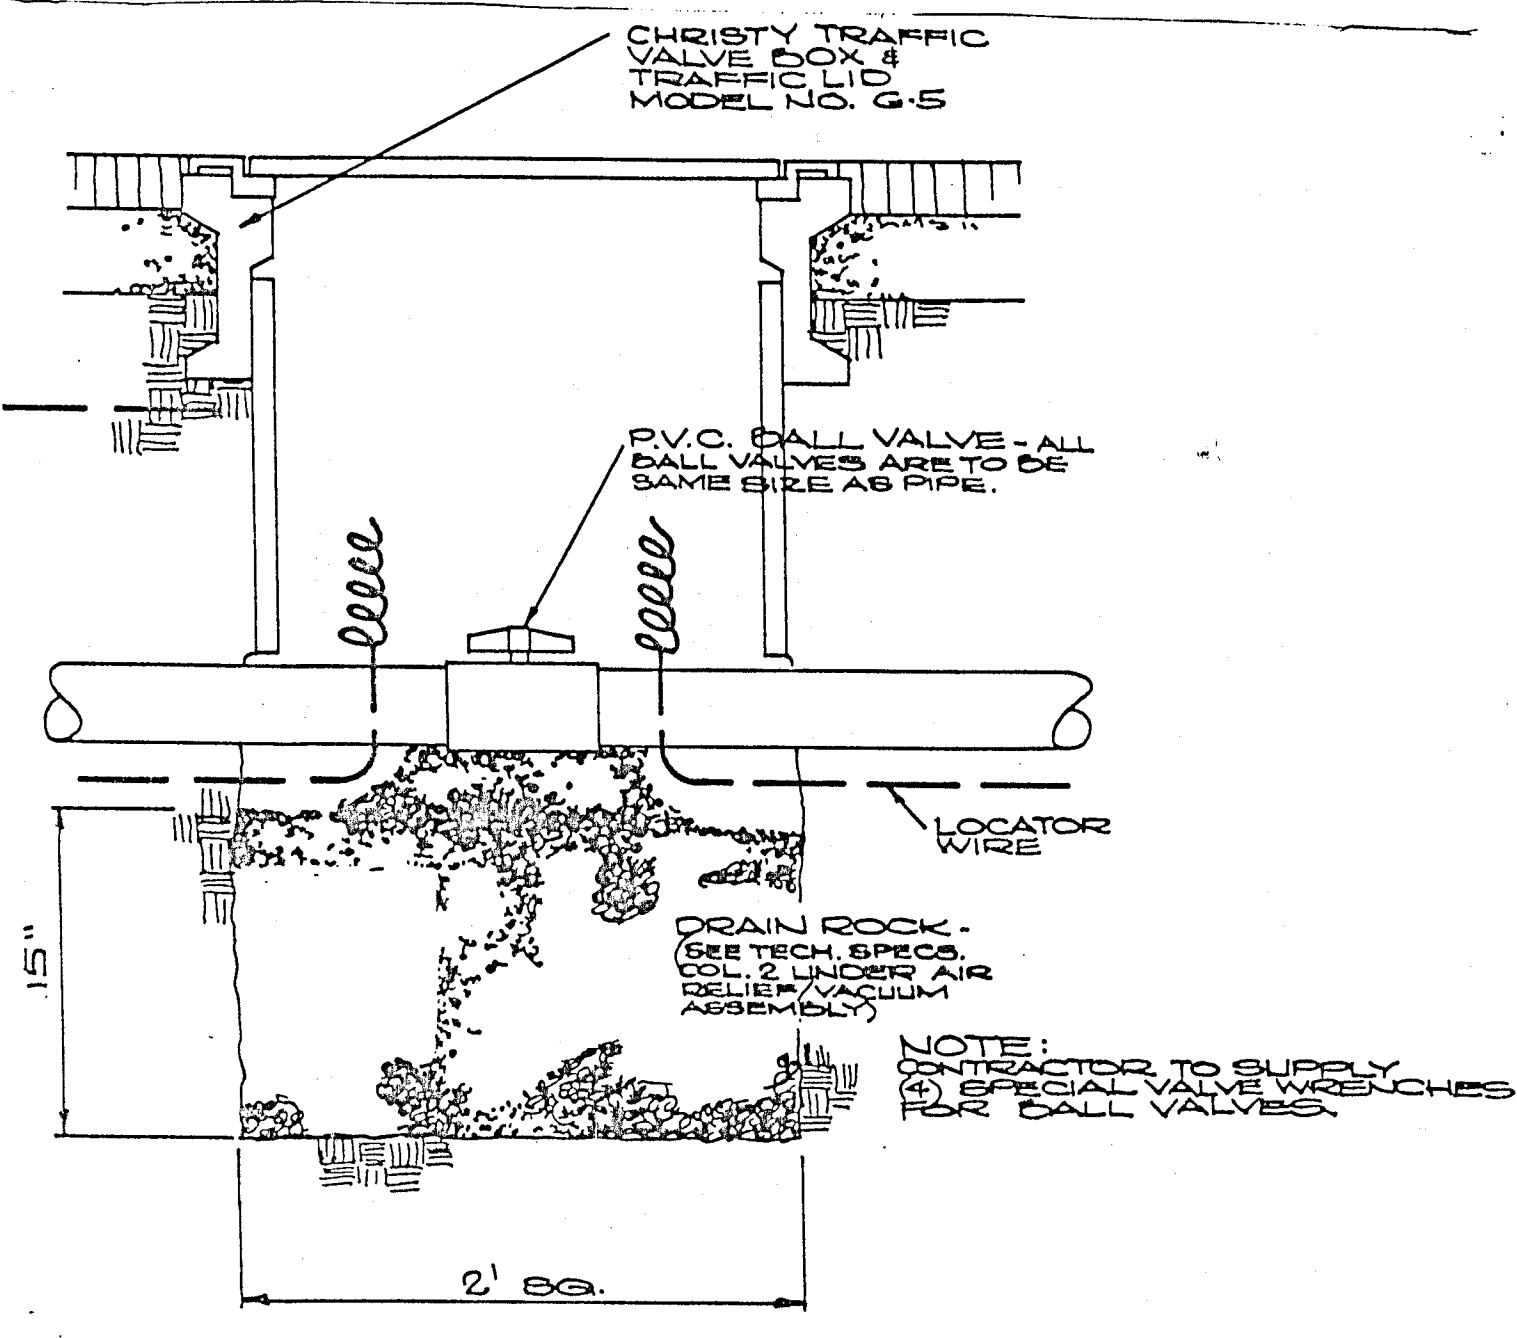 CHRISTY TRAFFIC
VALVE BOX &
TRAFFIC LID
MODEL NO. G-5
P.V.C. BALL VALVE - ALL
BALL VALVES ARE TO BE
SAME SIZE AS PIPE.
LOCATOR
WIRE
15"
DRAIN ROCK -
(SEE TECH. SPECS.
COL. 2 UNDER AIR
RELIEF/VACUUM
ASSEMBLY)
NOTE:
CONTRACTOR TO SUPPLY
(4) SPECIAL VALVE WRENCHES
FOR BALL VALVES.
2' SQ.